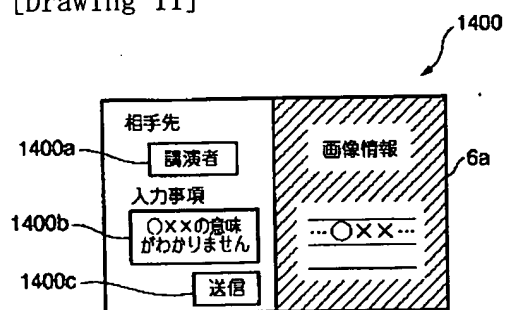 [Drawing 11]
1400
相手先
1400a
講演者
画像情報
6a
入力事項
1400b
○××の意味
がわかりません
…○××…
1400c
送信